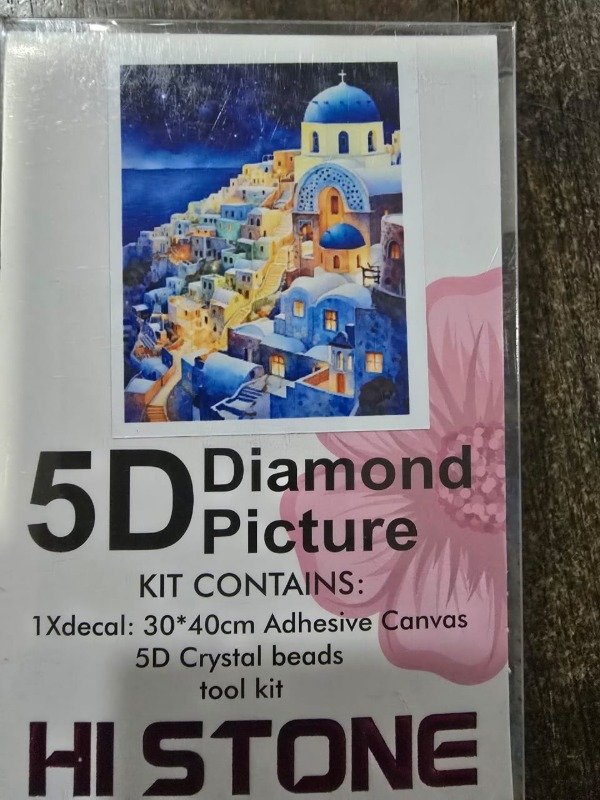 5D Diamond
Picture
KIT CONTAINS:
1Xdecal: 30*40cm Adhesive Canvas
5D Crystal beads
tool kit
HI STONE